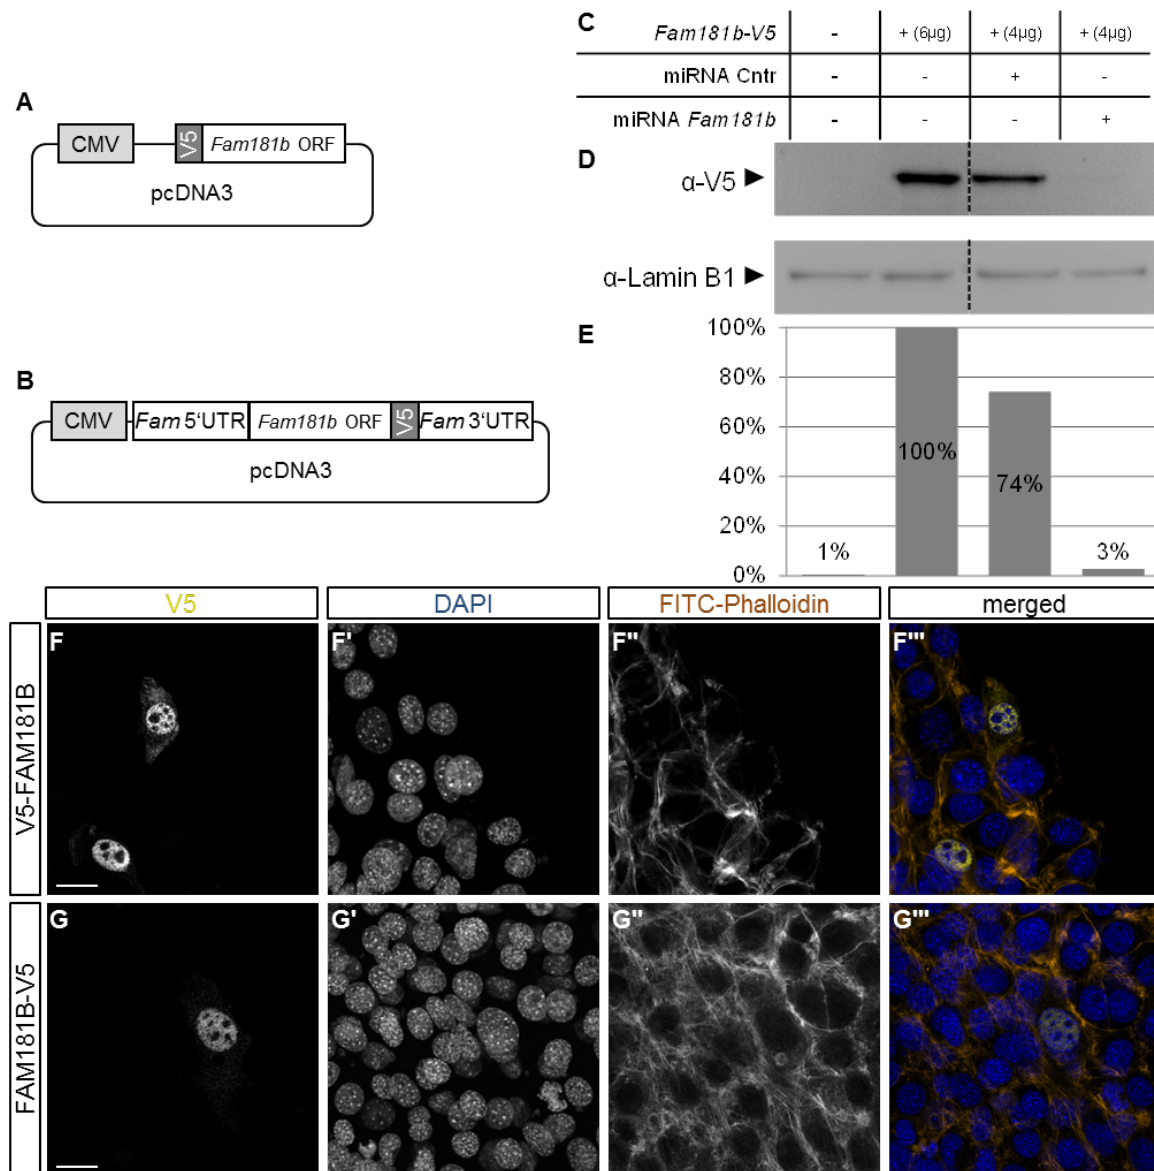 A
CMV
V5
Fam181b ORF
pcDNA3
B
CMV
Fam 5‘UTR
Fam181b ORF
V5
Fam 3‘UTR
pcDNA3
C
Fam181b-V5 - + (6µg) + (4µg) + (4µg)
miRNA Cntr - - + -
miRNA Fam181b - - - +
D
α-V5 ►
α-Lamin B1 ►
E
100%
80%
60%
40%
20%
0%
1%
100%
74%
3%
V5 DAPI FITC-Phalloidin merged
V5-FAM181B
F F' F'' F'''
FAM181B-V5
G G' G'' G'''